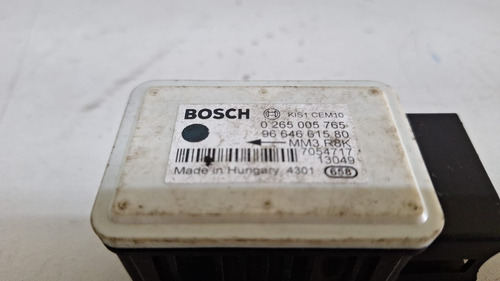 BOSCH KIS1 CEM10
0 265 005 765
96 646 615 80
MM3 R8K
7054717
13049
Made in Hungary 4301 658